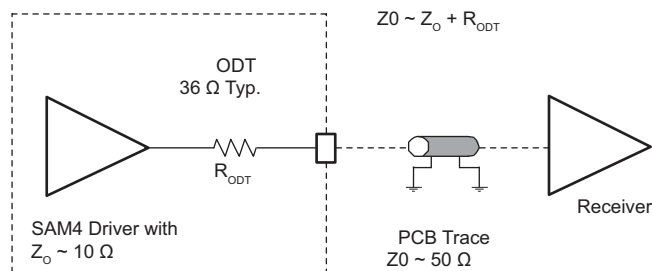 Z0 ~ Z_O + R_ODT
ODT
36 Ω Typ.
R_ODT
Receiver
SAM4 Driver with
Z_O ~ 10 Ω
PCB Trace
Z0 ~ 50 Ω